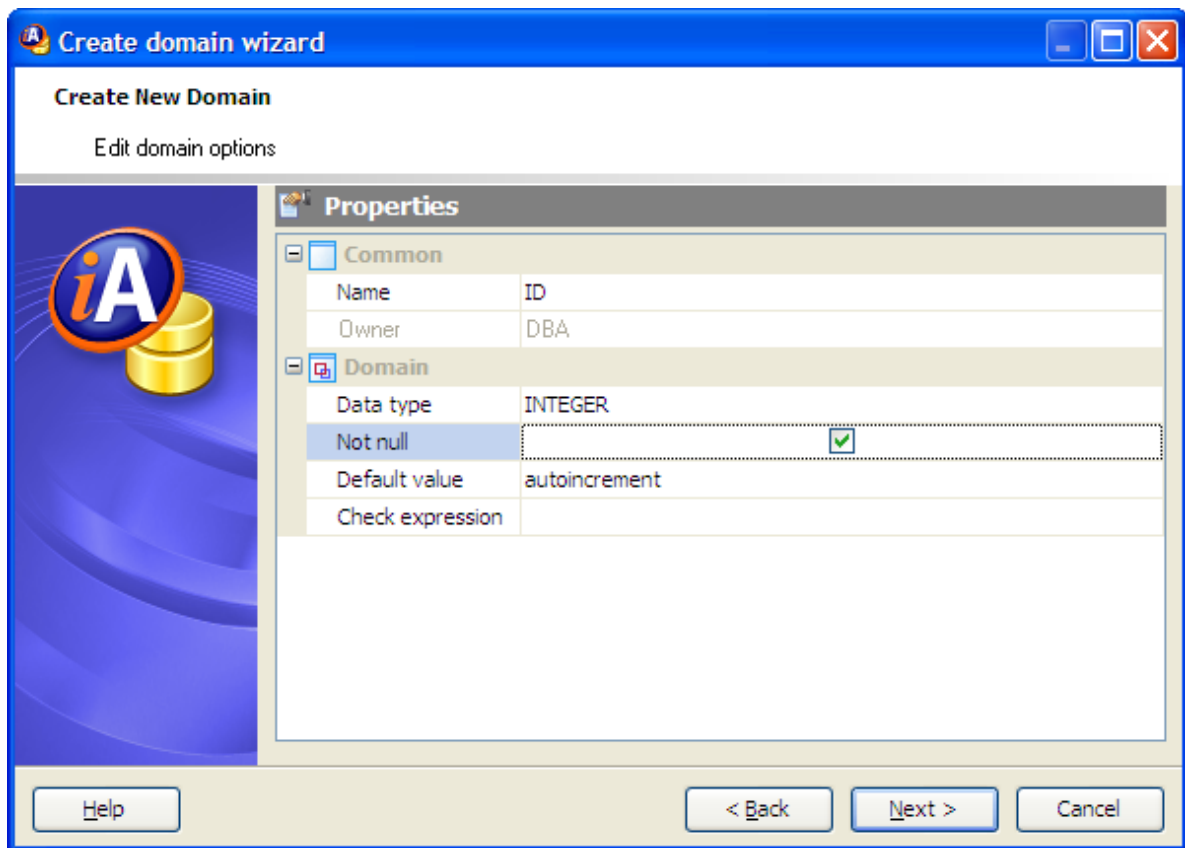 Create domain wizard
Create New Domain
Edit domain options
iA
Properties
Common
Name ID
Owner DBA
Domain
Data type INTEGER
Not null
Default value autoincrement
Check expression
Help < Back Next > Cancel